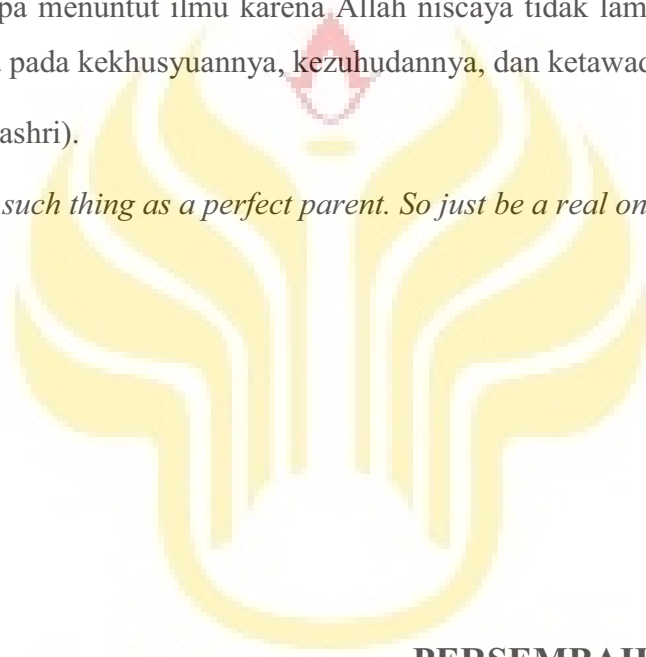 pa menuntut ilmu karena Allah niscaya tidak lam
pada kekhusyuannya, kezuhudannya, dan ketawad
ashri).
such thing as a perfect parent. So just be a real on